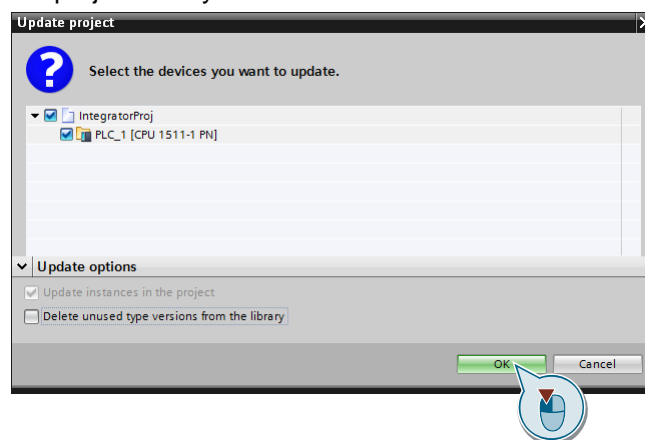 Update project
Select the devices you want to update.
IntegratorProj
PLC_1 [CPU 1511-1 PN]
Update options
Update instances in the project
Delete unused type versions from the library
OK Cancel